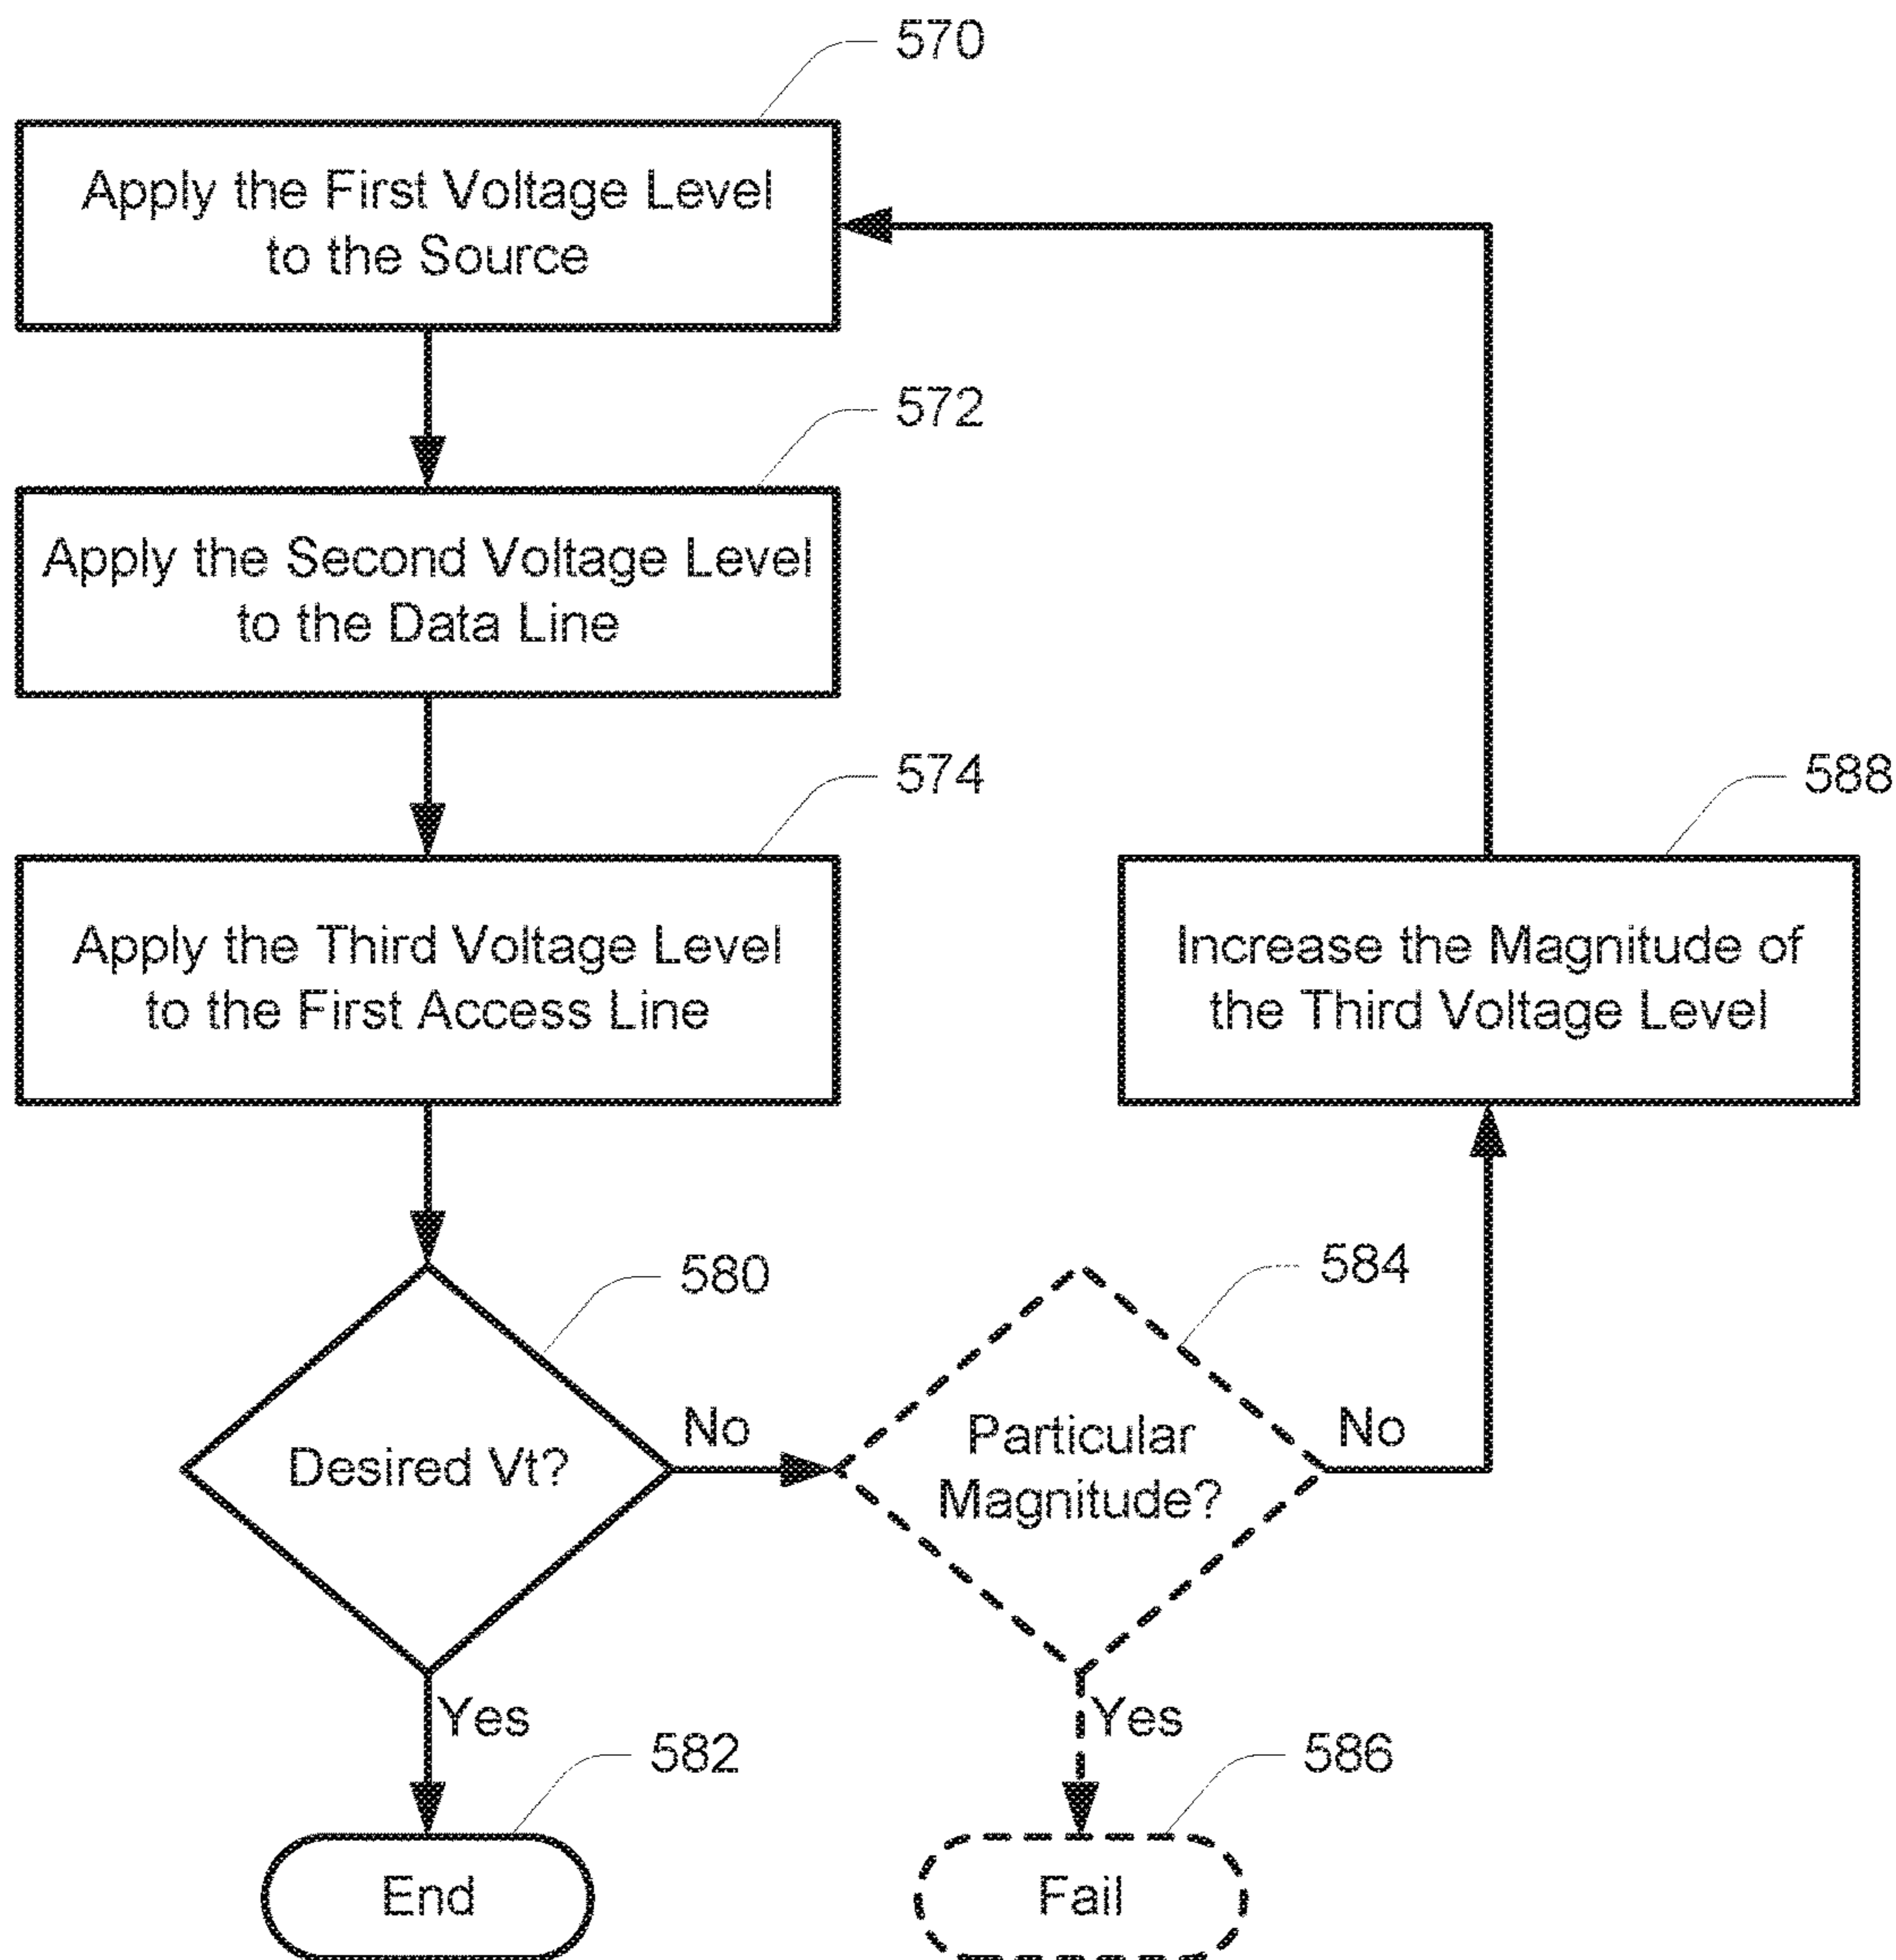 570
Apply the First Voltage Level
to the Source
572
Apply the Second Voltage Level
to the Data Line
574
Apply the Third Voltage Level
to the First Access Line
588
Increase the Magnitude of
the Third Voltage Level
580
Desired Vt?
No
584
Particular
Magnitude?
No
Yes
582
End
Yes
586
Fail